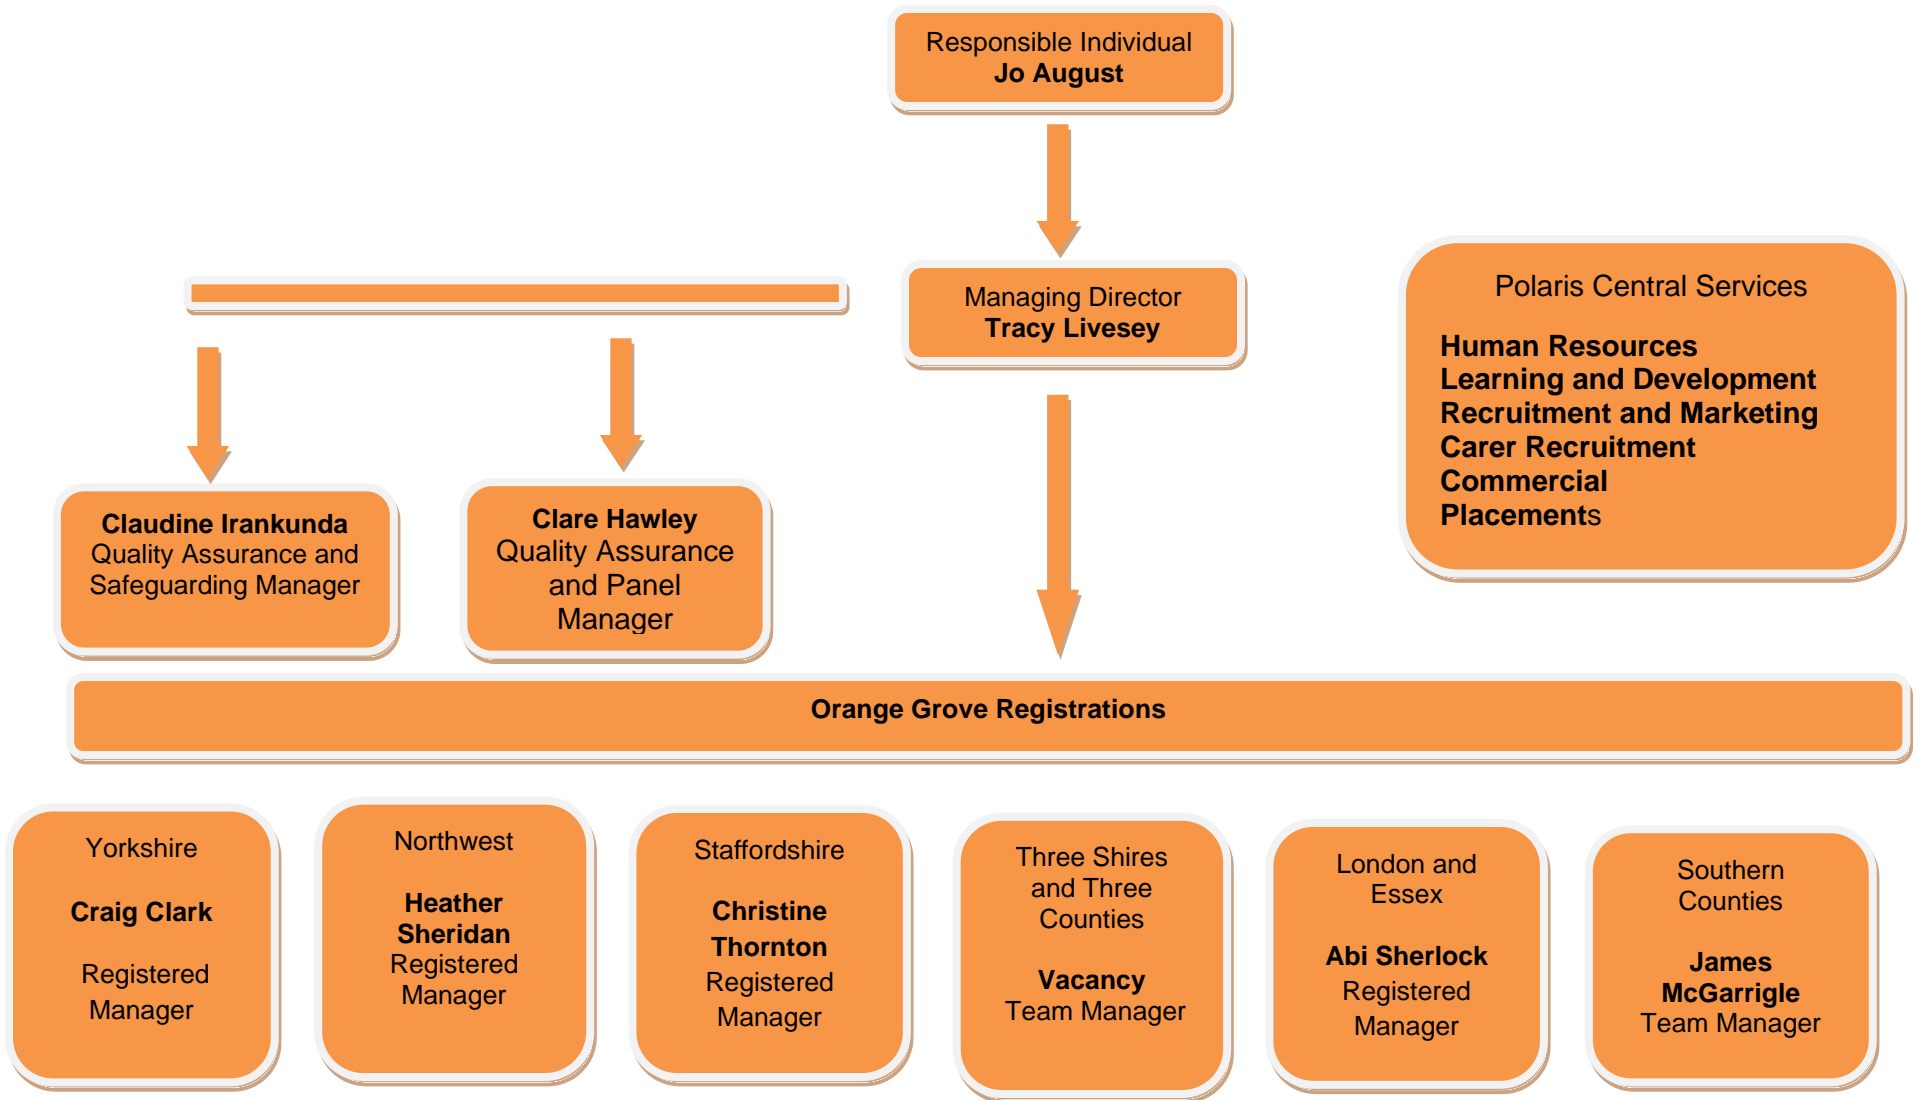 Responsible Individual
Jo August
Managing Director
Tracy Livesey
Polaris Central Services
Human Resources
Learning and Development
Recruitment and Marketing
Carer Recruitment
Commercial
Placements
Claudine Irankunda
Quality Assurance and
Safeguarding Manager
Clare Hawley
Quality Assurance
and Panel
Manager
Orange Grove Registrations
Yorkshire
Craig Clark
Registered
Manager
Northwest
Heather
Sheridan
Registered
Manager
Staffordshire
Christine
Thornton
Registered
Manager
Three Shires
and Three
Counties
Vacancy
Team Manager
London and
Essex
Abi Sherlock
Registered
Manager
Southern
Counties
James
McGarrigle
Team Manager